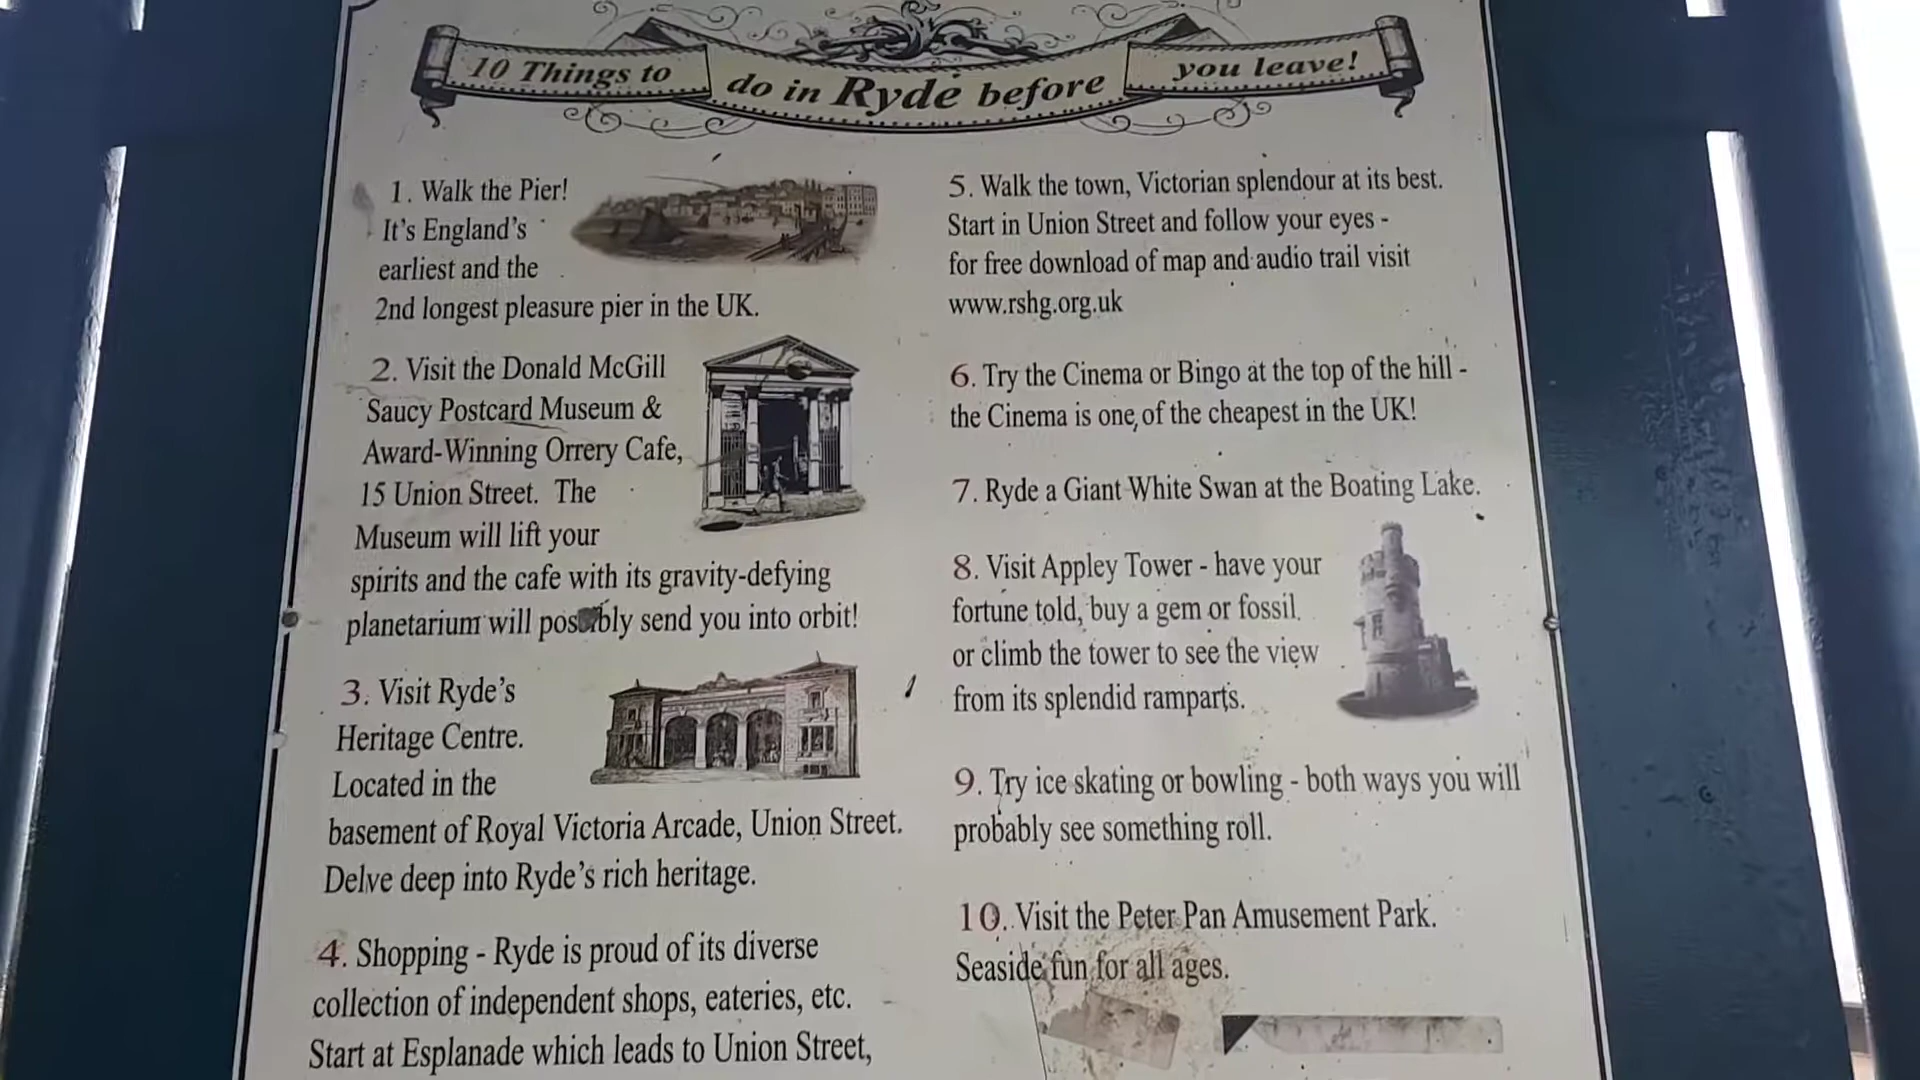 10 Things to do in Ryde before you leave!
1. Walk the Pier!
It's England's
earliest and the
2nd longest pleasure pier in the UK.
2. Visit the Donald McGill
Saucy Postcard Museum &
Award-Winning Orrery Cafe,
15 Union Street. The
Museum will lift your
spirits and the cafe with its gravity-defying
planetarium will possibly send you into orbit!
3. Visit Ryde's
Heritage Centre.
Located in the
basement of Royal Victoria Arcade, Union Street.
Delve deep into Ryde's rich heritage.
4. Shopping - Ryde is proud of its diverse
collection of independent shops, eateries, etc.
Start at Esplanade which leads to Union Street,
5. Walk the town, Victorian splendour at its best.
Start in Union Street and follow your eyes -
for free download of map and audio trail visit
www.rshg.org.uk
6. Try the Cinema or Bingo at the top of the hill -
the Cinema is one of the cheapest in the UK!
7. Ryde a Giant White Swan at the Boating Lake.
8. Visit Appley Tower - have your
fortune told, buy a gem or fossil
or climb the tower to see the view
from its splendid ramparts.
9. Try ice skating or bowling - both ways you will
probably see something roll.
10. Visit the Peter Pan Amusement Park.
Seaside fun for all ages.